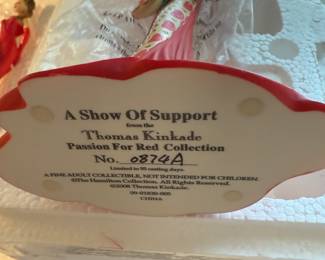 A Show Of Support
from the
Thomas Kinkade
Passion For Red Collection
No. 0874A
Limited to 95 casting days.
A FINE ADULT COLLECTIBLE, NOT INTENDED FOR CHILDREN.
©The Hamilton Collection. All Rights Reserved.
©2008 Thomas Kinkade.
CHINA